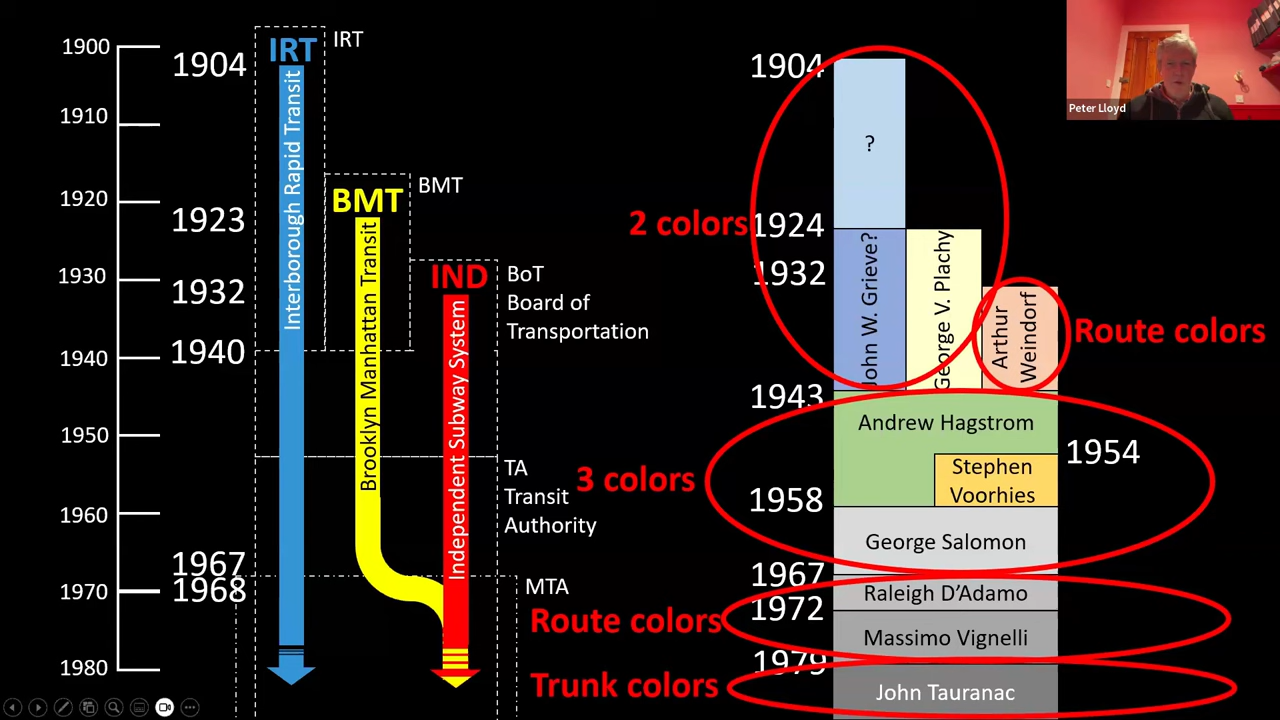 1900
1910
1920
1930
1940
1950
1960
1970
1980
1904
1923
1932
1940
1967
1968
IRT
IRT
Interborough Rapid Transit
BMT
BMT
Brooklyn Manhattan Transit
IND
Independent Subway System
BoT
Board of
Transportation
TA
Transit
Authority
MTA
2 colors
3 colors
Route colors
Trunk colors
1904
1924
1932
1943
1958
1967
1972
1979
?
John W. Grieve?
George V. Plachy
Arthur
Weindorf
Route colors
Andrew Hagstrom
1954
Stephen
Voorhies
George Salomon
Raleigh D’Adamo
Massimo Vignelli
John Tauranac
Peter Lloyd